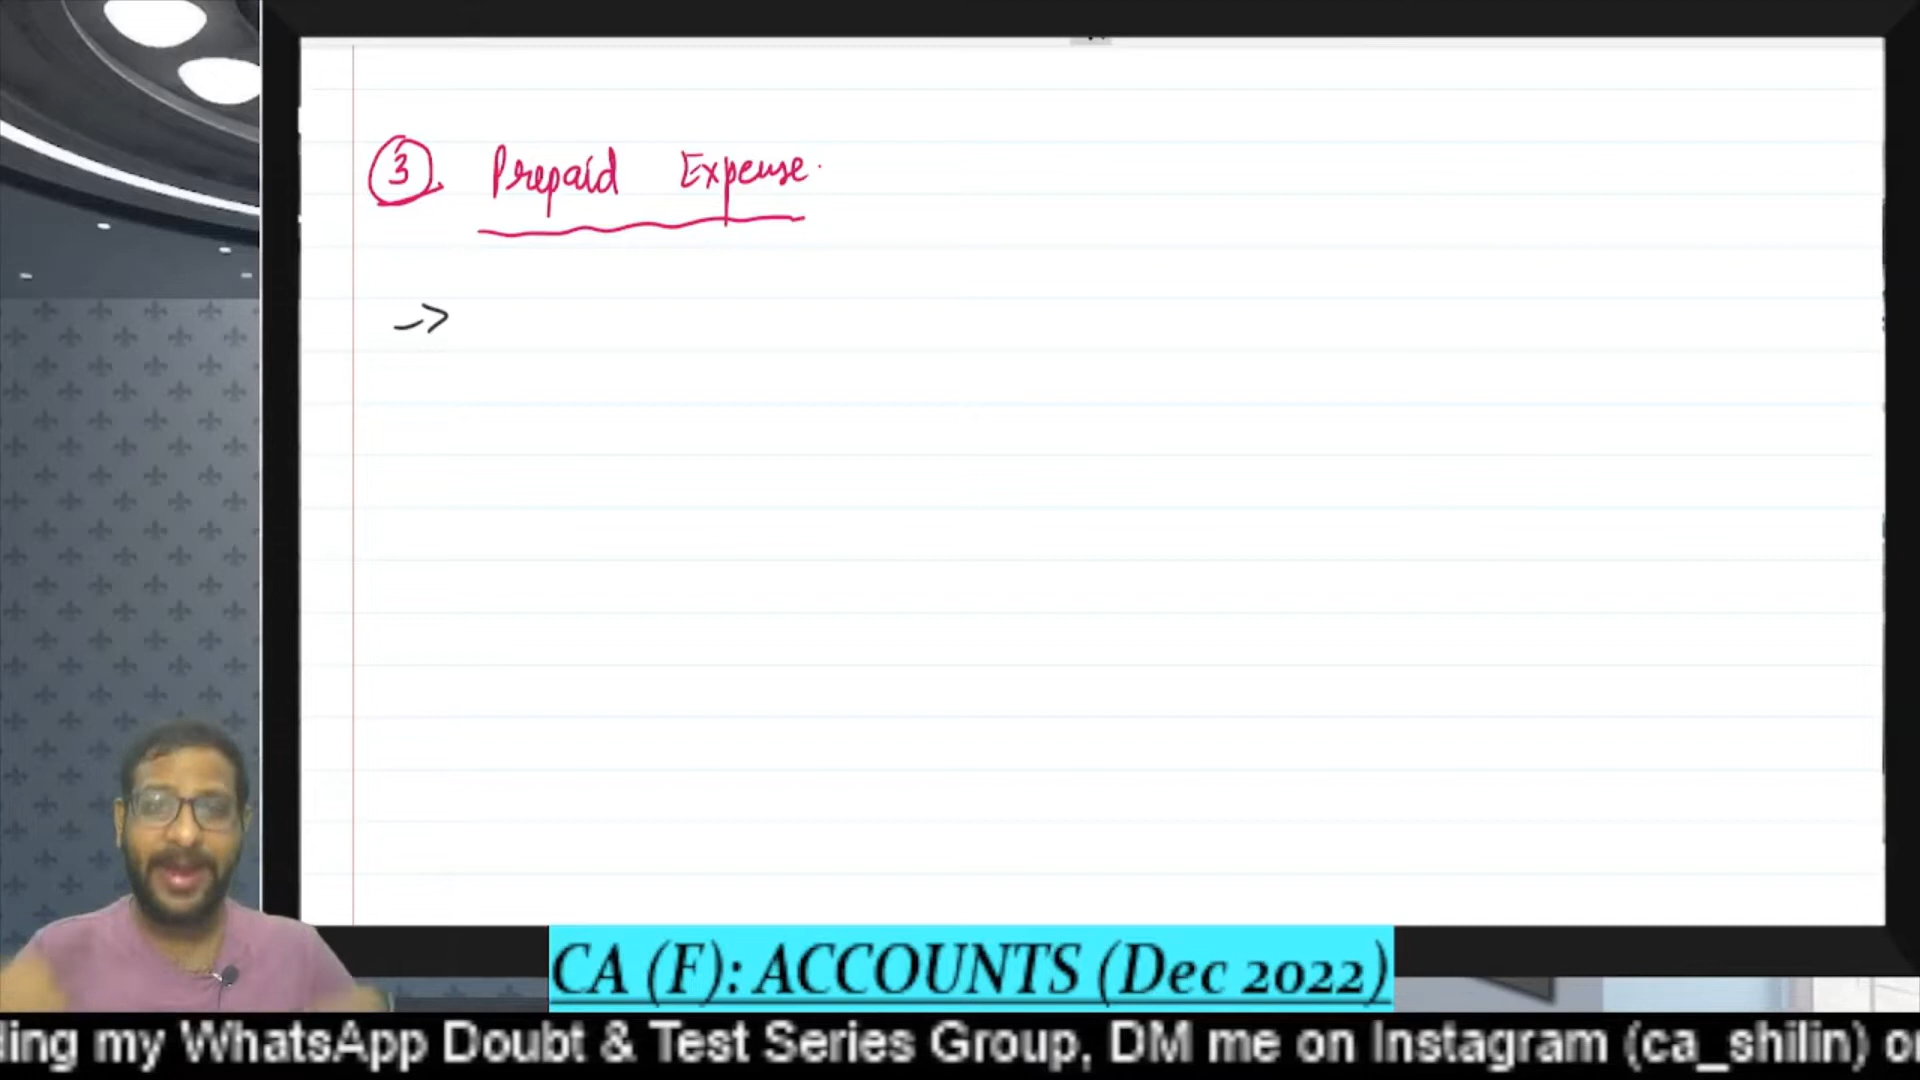 3. Prepaid Expense.
->
CA (F): ACCOUNTS (Dec 2022)
ding my WhatsApp Doubt & Test Series Group, DM me on Instagram (ca_shilin) or